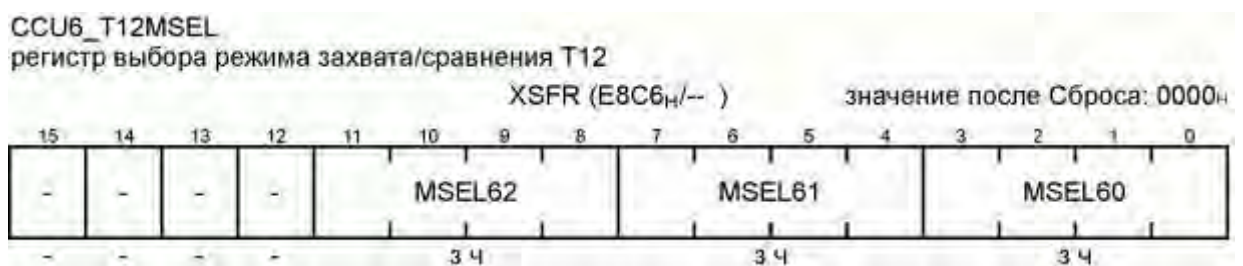 CCU6_T12MSEL
регистр выбора режима захвата/сравнения T12
XSFR (E8C6H/-- ) значение после Сброса: 0000H
15 14 13 12 11 10 9 8 7 6 5 4 3 2 1 0
- - - - MSEL62 MSEL61 MSEL60
- - - - З Ч З Ч З Ч